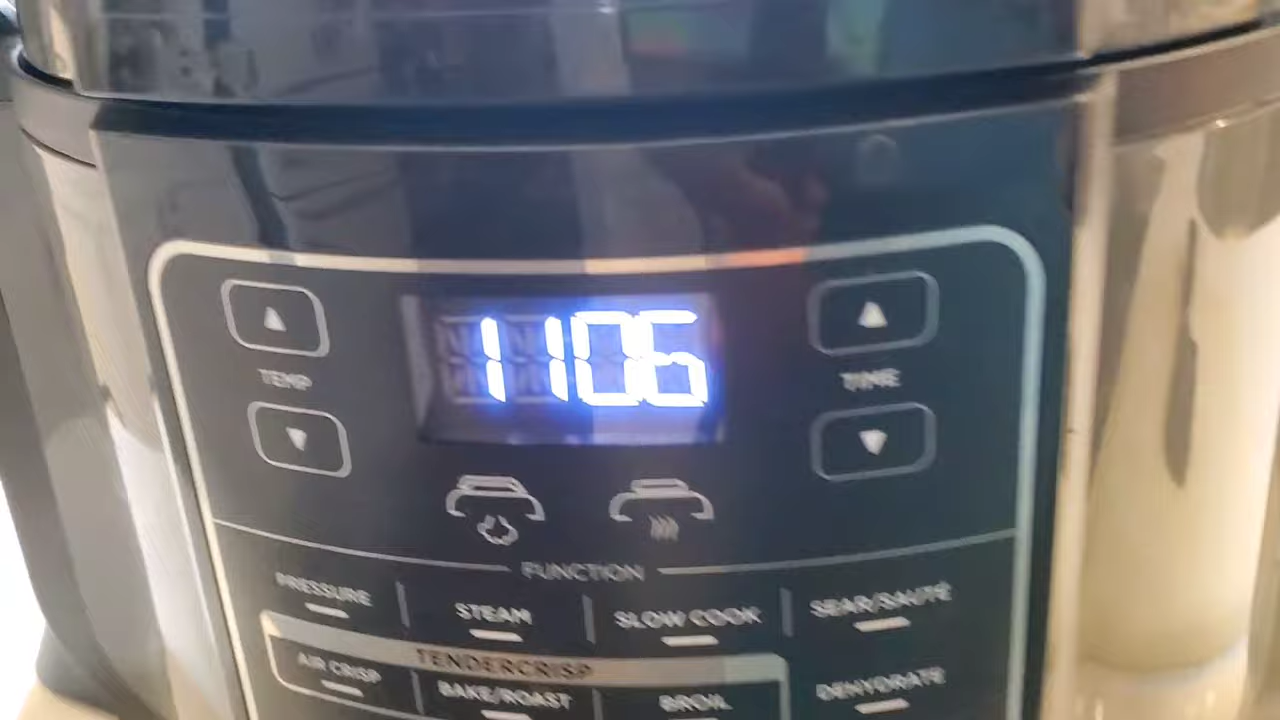 1106
TEMP
TIME
FUNCTION
PRESSURE
STEAM
SLOW COOK
SEAR/SAUTÉ
TENDERCRISP
AIR CRISP
BAKE/ROAST
BROIL
DEHYDRATE